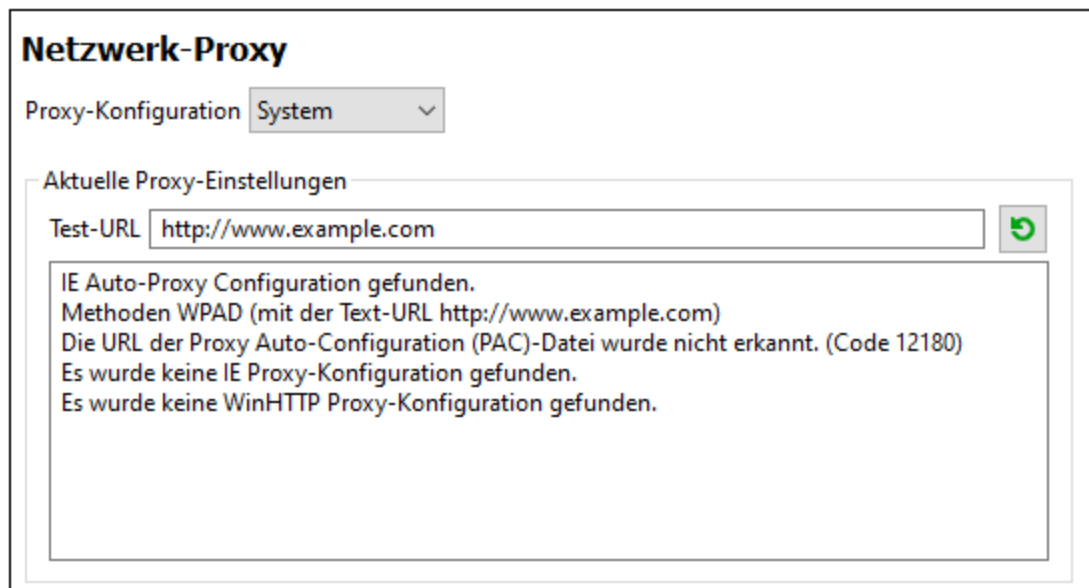 Netzwerk-Proxy
Proxy-Konfiguration System
Aktuelle Proxy-Einstellungen
Test-URL http://www.example.com
IE Auto-Proxy Configuration gefunden.
Methoden WPAD (mit der Text-URL http://www.example.com)
Die URL der Proxy Auto-Configuration (PAC)-Datei wurde nicht erkannt. (Code 12180)
Es wurde keine IE Proxy-Konfiguration gefunden.
Es wurde keine WinHTTP Proxy-Konfiguration gefunden.